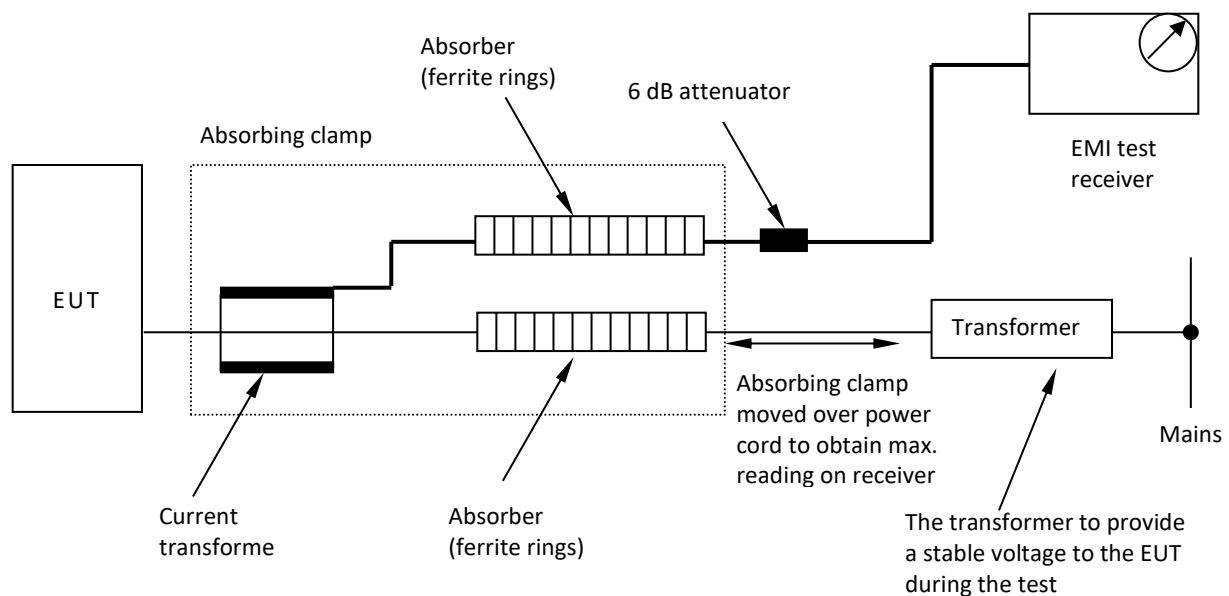 Absorber
(ferrite rings)
6 dB attenuator
Absorbing clamp
EMI test
receiver
EUT
Transformer
Absorbing clamp
moved over power
cord to obtain max.
reading on receiver
Mains
Current
transforme
Absorber
(ferrite rings)
The transformer to provide
a stable voltage to the EUT
during the test